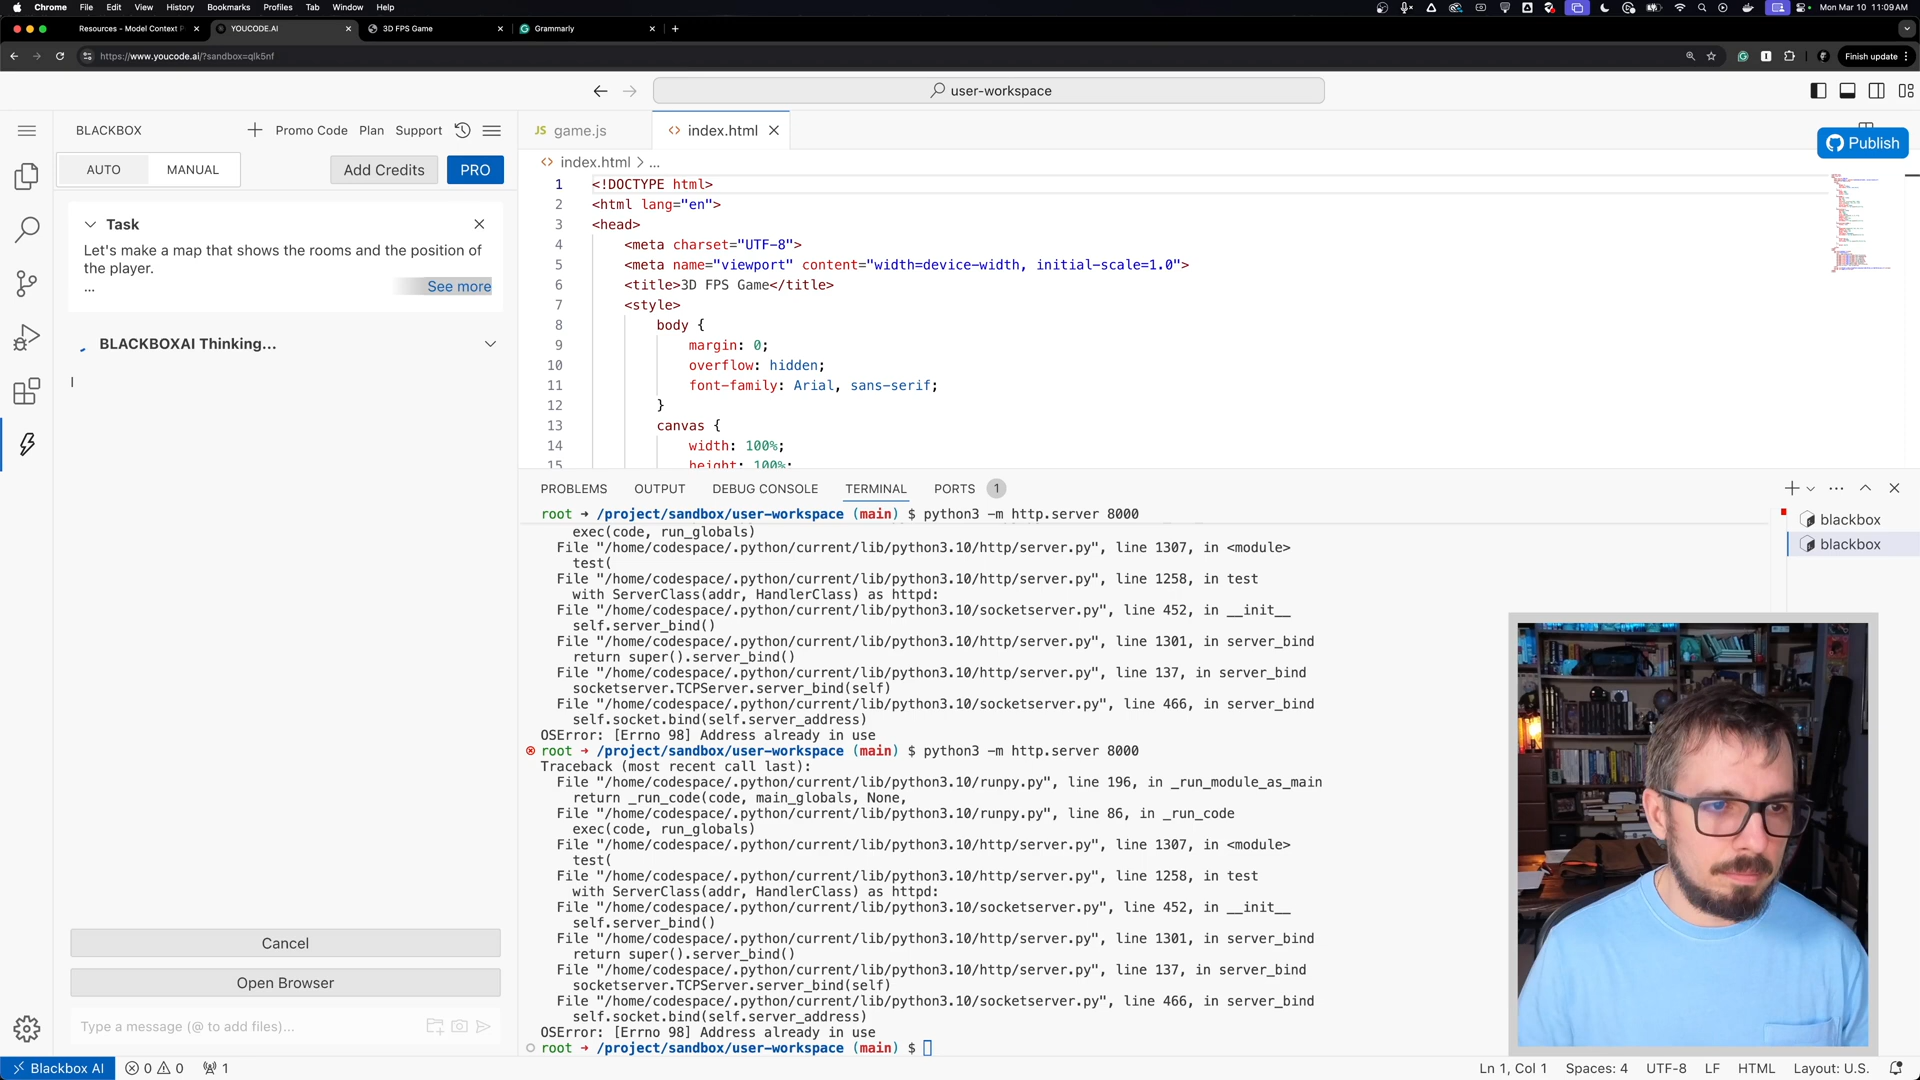 Chrome File Edit View History Bookmarks Profiles Tab Window Help
Mon Mar 10 11:09 AM
Resources - Model Context P
YOUCODE.AI
3D FPS Game
Grammarly
https://www.youcode.ai/?sandbox=qlk5nf
Finish update
user-workspace
BLACKBOX
Promo Code Plan Support
AUTO MANUAL
Add Credits PRO
Task
Let's make a map that shows the rooms and the position of
the player.
...
See more
BLACKBOXAI Thinking...
Cancel
Open Browser
Type a message (@ to add files)...
JS game.js
<> index.html
Publish
<> index.html > ...
1 <!DOCTYPE html>
2 <html lang="en">
3 <head>
4 <meta charset="UTF-8">
5 <meta name="viewport" content="width=device-width, initial-scale=1.0">
6 <title>3D FPS Game</title>
7 <style>
8 body {
9 margin: 0;
10 overflow: hidden;
11 font-family: Arial, sans-serif;
12 }
13 canvas {
14 width: 100%;
15 height: 100%;
PROBLEMS OUTPUT DEBUG CONSOLE TERMINAL PORTS 1
blackbox
blackbox
root → /project/sandbox/user-workspace (main) $ python3 -m http.server 8000
exec(code, run_globals)
File "/home/codespace/.python/current/lib/python3.10/http/server.py", line 1307, in <module>
test(
File "/home/codespace/.python/current/lib/python3.10/http/server.py", line 1258, in test
with ServerClass(addr, HandlerClass) as httpd:
File "/home/codespace/.python/current/lib/python3.10/socketserver.py", line 452, in __init__
self.server_bind()
File "/home/codespace/.python/current/lib/python3.10/http/server.py", line 1301, in server_bind
return super().server_bind()
File "/home/codespace/.python/current/lib/python3.10/http/server.py", line 137, in server_bind
socketserver.TCPServer.server_bind(self)
File "/home/codespace/.python/current/lib/python3.10/socketserver.py", line 466, in server_bind
self.socket.bind(self.server_address)
OSError: [Errno 98] Address already in use
root → /project/sandbox/user-workspace (main) $ python3 -m http.server 8000
Traceback (most recent call last):
File "/home/codespace/.python/current/lib/python3.10/runpy.py", line 196, in _run_module_as_main
return _run_code(code, main_globals, None,
File "/home/codespace/.python/current/lib/python3.10/runpy.py", line 86, in _run_code
exec(code, run_globals)
File "/home/codespace/.python/current/lib/python3.10/http/server.py", line 1307, in <module>
test(
File "/home/codespace/.python/current/lib/python3.10/http/server.py", line 1258, in test
with ServerClass(addr, HandlerClass) as httpd:
File "/home/codespace/.python/current/lib/python3.10/socketserver.py", line 452, in __init__
self.server_bind()
File "/home/codespace/.python/current/lib/python3.10/http/server.py", line 1301, in server_bind
return super().server_bind()
File "/home/codespace/.python/current/lib/python3.10/http/server.py", line 137, in server_bind
socketserver.TCPServer.server_bind(self)
File "/home/codespace/.python/current/lib/python3.10/socketserver.py", line 466, in server_bind
self.socket.bind(self.server_address)
OSError: [Errno 98] Address already in use
root → /project/sandbox/user-workspace (main) $
Blackbox AI 0 0 1
Ln 1, Col 1 Spaces: 4 UTF-8 LF HTML Layout: U.S.